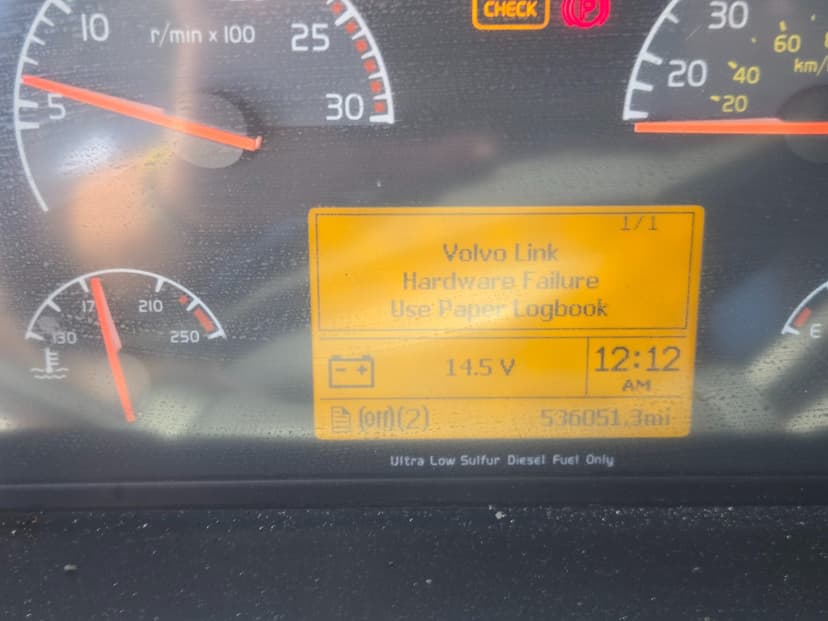 CHECK
P
10
r/min x 100
25
5
30
30
20
60
40
20
km/
1/1
Volvo Link
Hardware Failure
Use Paper Logbook
17
210
130
250
E
- +
14.5 V
12:12
AM
(2)
536051.3mi
Ultra Low Sulfur Diesel Fuel Only